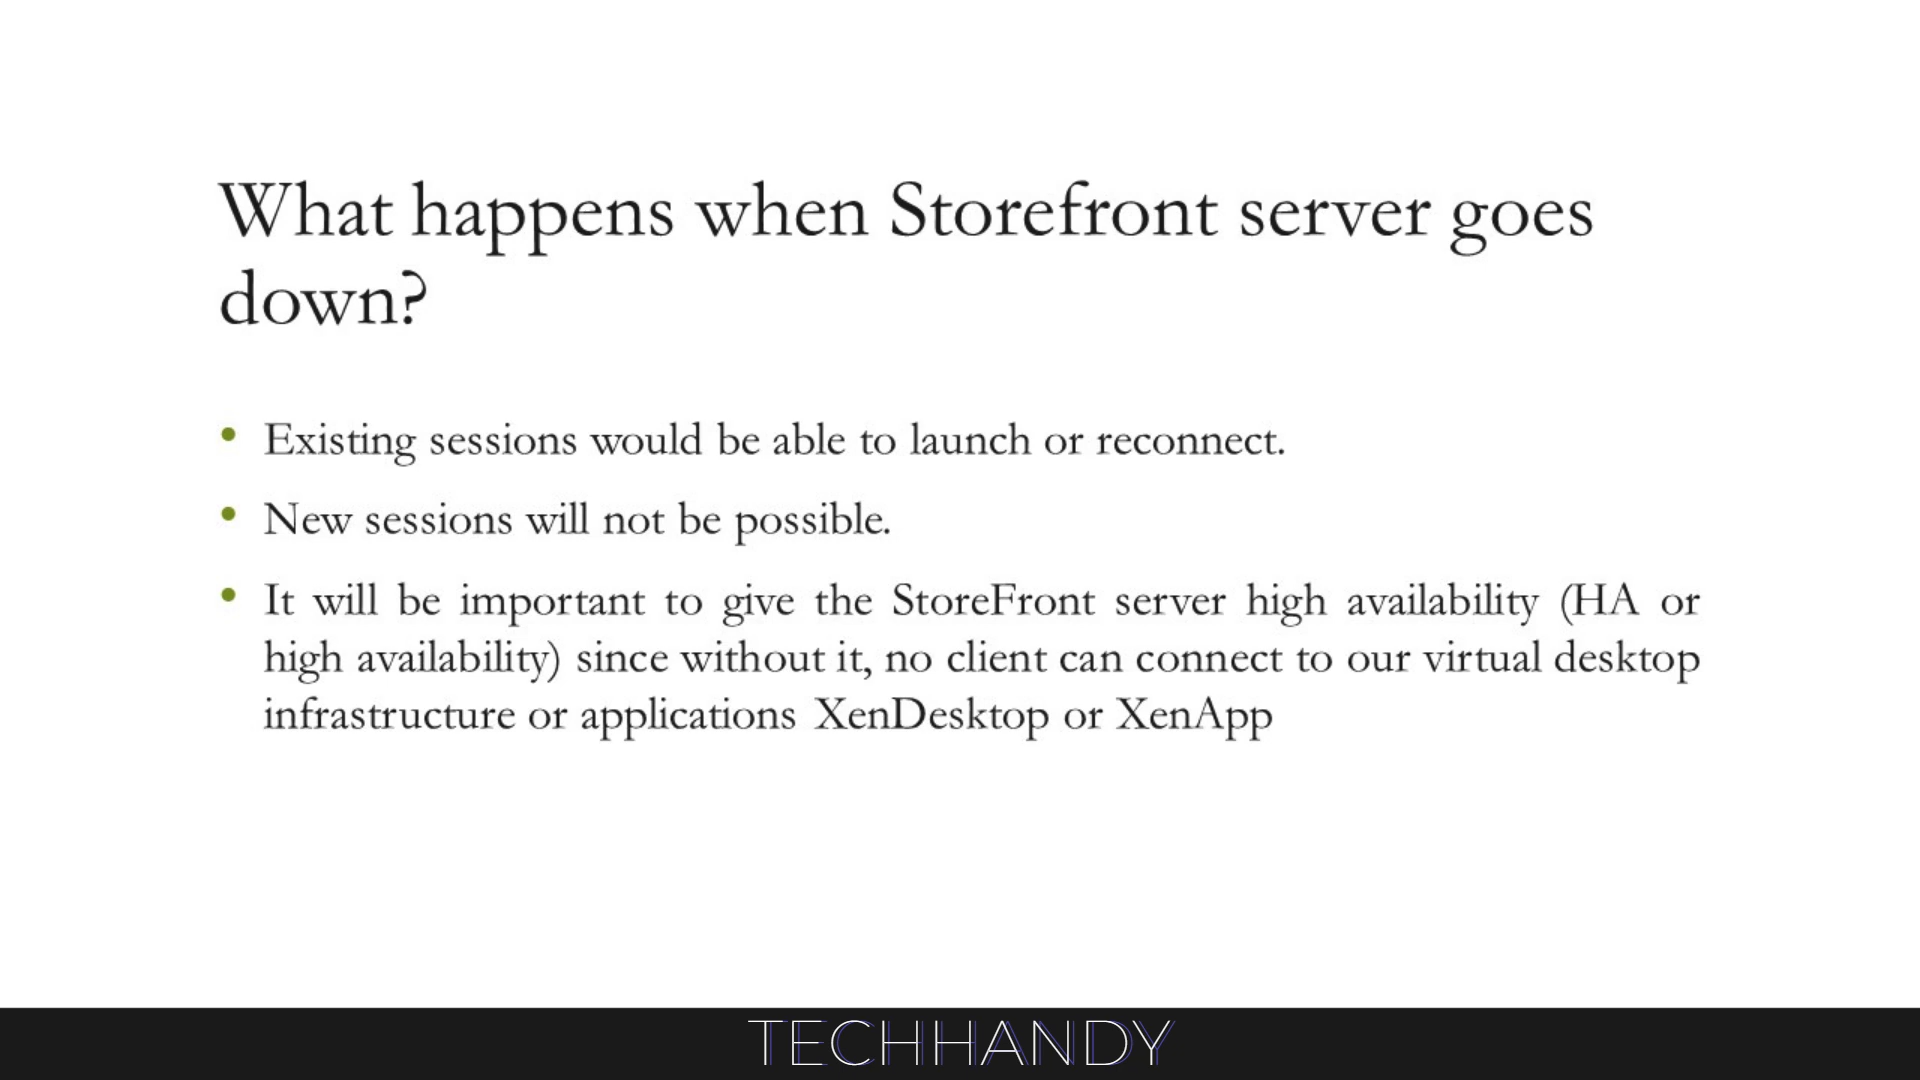 What happens when Storefront server goes
down?
• Existing sessions would be able to launch or reconnect.
• New sessions will not be possible.
• It will be important to give the StoreFront server high availability (HA or
high availability) since without it, no client can connect to our virtual desktop
infrastructure or applications XenDesktop or XenApp
TECHHANDY